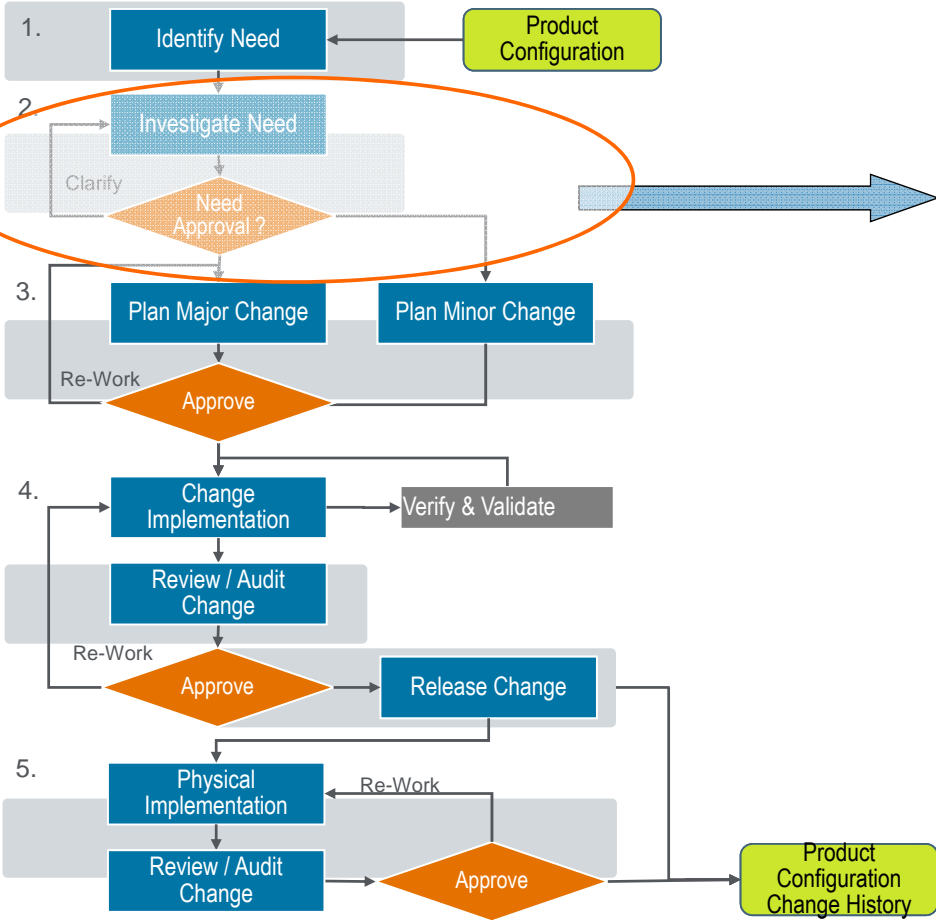 1.
Identify Need
Product
Configuration
2.
Investigate Need
Clarify
Need
Approval ?
3.
Plan Major Change
Plan Minor Change
Re-Work
Approve
4.
Change
Implementation
Verify & Validate
Review / Audit
Change
Re-Work
Approve
Release Change
5.
Physical
Implementation
Re-Work
Review / Audit
Change
Approve
Product
Configuration
Change History